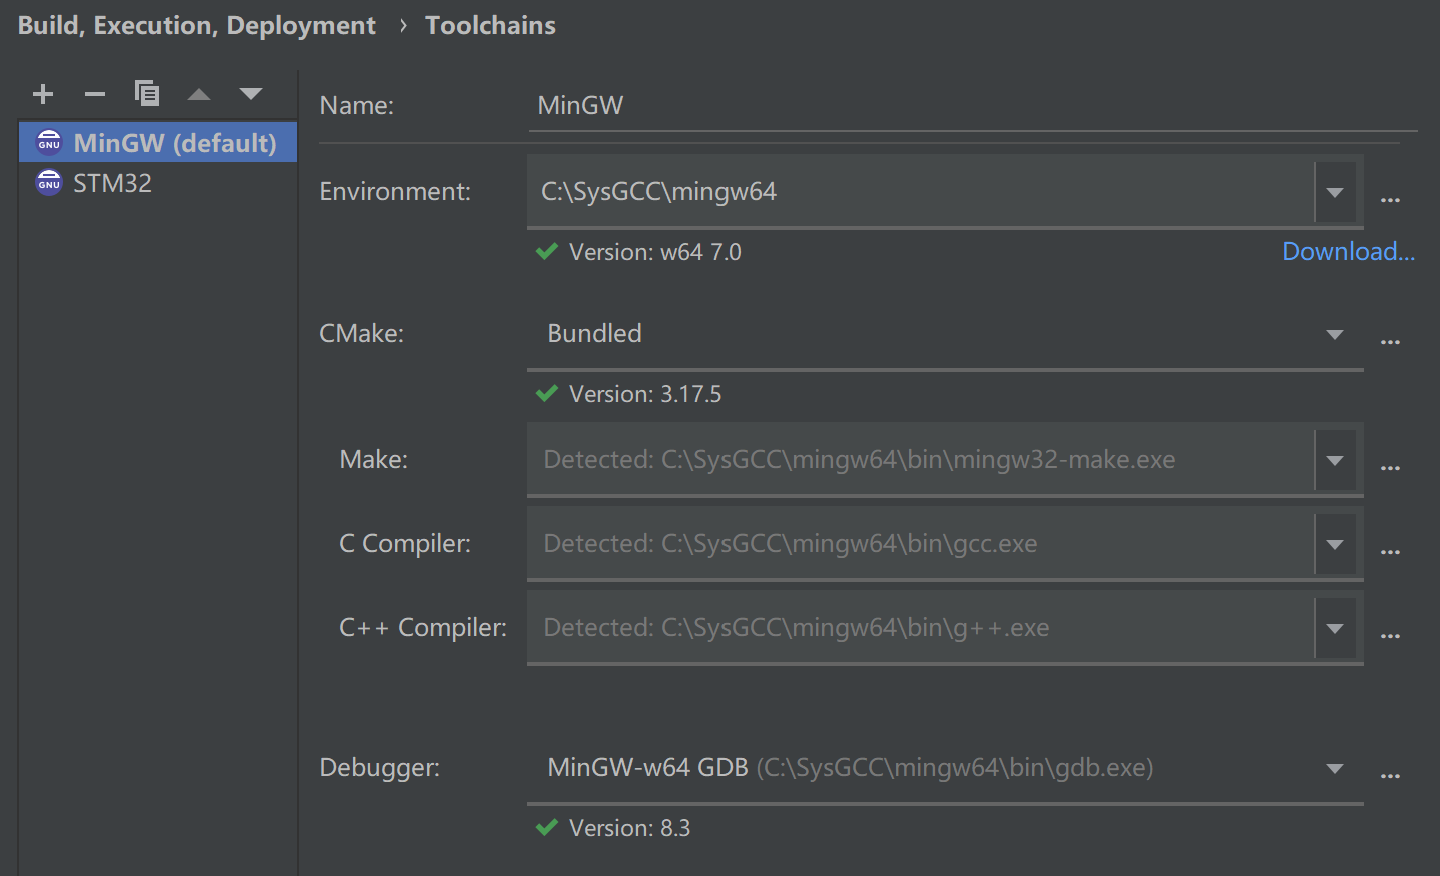 Build, Execution, Deployment › Toolchains
Name: MinGW
GNU MinGW (default)
GNU STM32
Environment: C:\SysGCC\mingw64 ...
Version: w64 7.0 Download...
CMake: Bundled ...
Version: 3.17.5
Make: Detected: C:\SysGCC\mingw64\bin\mingw32-make.exe ...
C Compiler: Detected: C:\SysGCC\mingw64\bin\gcc.exe ...
C++ Compiler: Detected: C:\SysGCC\mingw64\bin\g++.exe ...
Debugger: MinGW-w64 GDB (C:\SysGCC\mingw64\bin\gdb.exe) ...
Version: 8.3